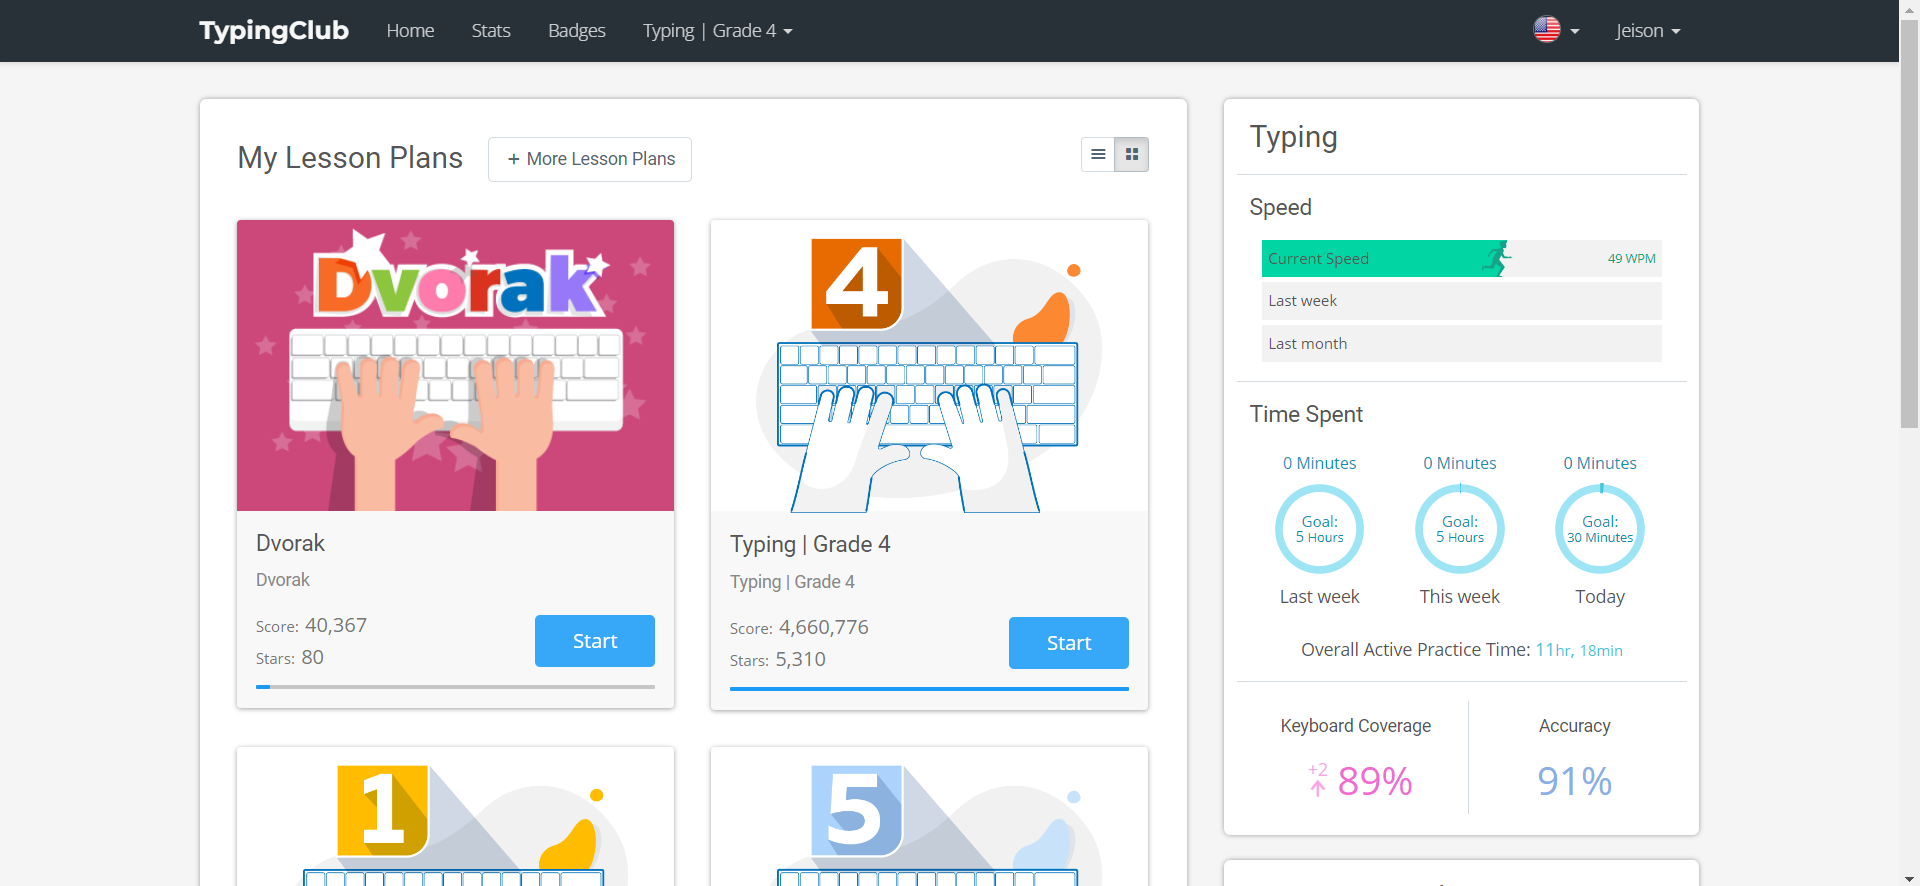 TypingClub Home Stats Badges Typing | Grade 4 Jeison
My Lesson Plans
+ More Lesson Plans
Dvorak
Dvorak
Dvorak
Score: 40,367
Stars: 80
Start
4
Typing | Grade 4
Typing | Grade 4
Score: 4,660,776
Stars: 5,310
Start
1
5
Typing
Speed
Current Speed 49 WPM
Last week
Last month
Time Spent
0 Minutes 0 Minutes 0 Minutes
Goal: Goal: Goal:
5 Hours 5 Hours 30 Minutes
Last week This week Today
Overall Active Practice Time: 11hr, 18min
Keyboard Coverage Accuracy
+2 89% 91%